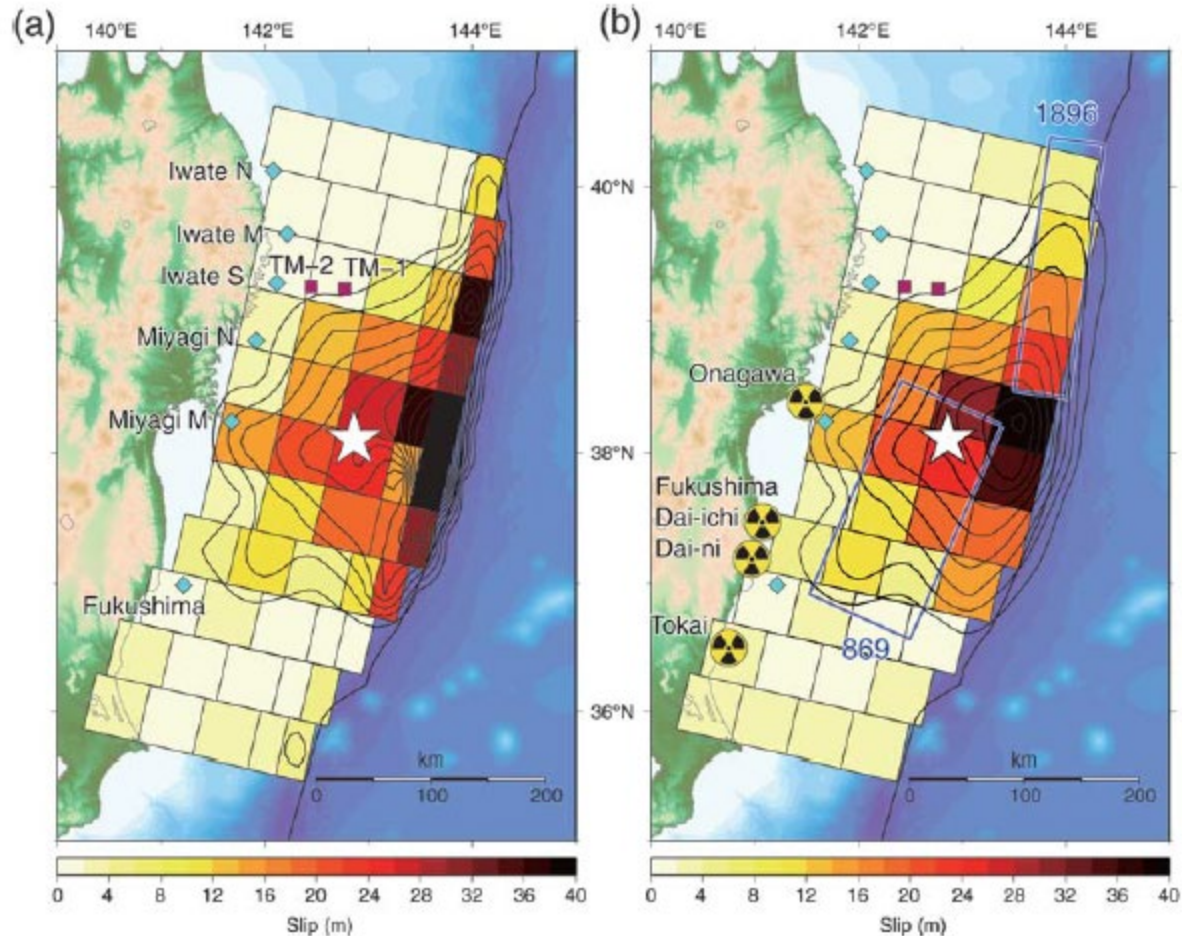 (a)
140°E 142°E 144°E
Iwate N
Iwate M
Iwate S
TM-2 TM-1
Miyagi N
Miyagi M
Fukushima
km
0 100 200
0 4 8 12 16 20 24 28 32 36 40
Slip (m)
40°N
38°N
36°N
(b)
140°E 142°E 144°E
1896
Onagawa
Fukushima
Dai-ichi
Dai-ni
Tokai
869
km
0 100 200
0 4 8 12 16 20 24 28 32 36 40
Slip (m)